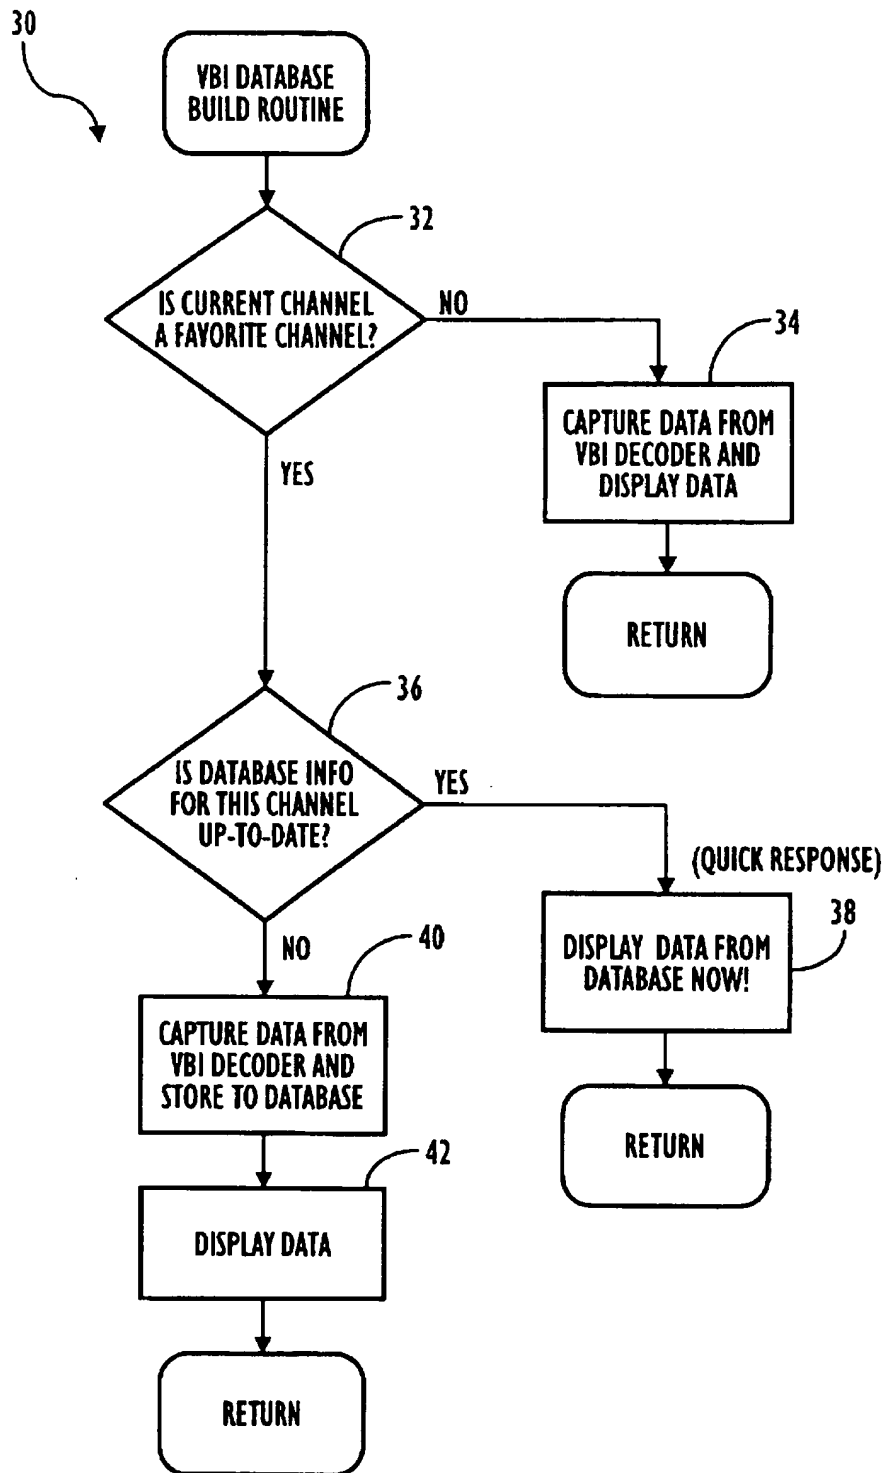 30
VBI DATABASE
BUILD ROUTINE
32
IS CURRENT CHANNEL
A FAVORITE CHANNEL?
NO
34
CAPTURE DATA FROM
VBI DECODER AND
DISPLAY DATA
YES
RETURN
36
IS DATABASE INFO
FOR THIS CHANNEL
UP-TO-DATE?
YES
(QUICK RESPONSE)
38
DISPLAY DATA FROM
DATABASE NOW!
NO
40
CAPTURE DATA FROM
VBI DECODER AND
STORE TO DATABASE
RETURN
42
DISPLAY DATA
RETURN